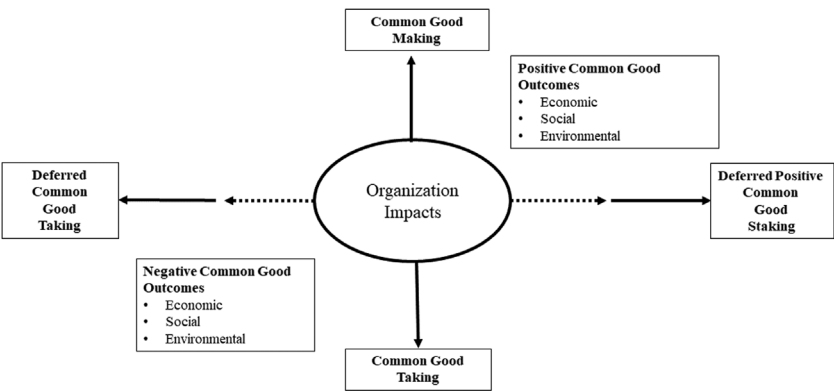 Common Good
Making
Positive Common Good
Outcomes
• Economic
• Social
• Environmental
Deferred
Common
Good
Taking
Organization
Impacts
Deferred Positive
Common
Good
Staking
Negative Common Good
Outcomes
• Economic
• Social
• Environmental
Common Good
Taking